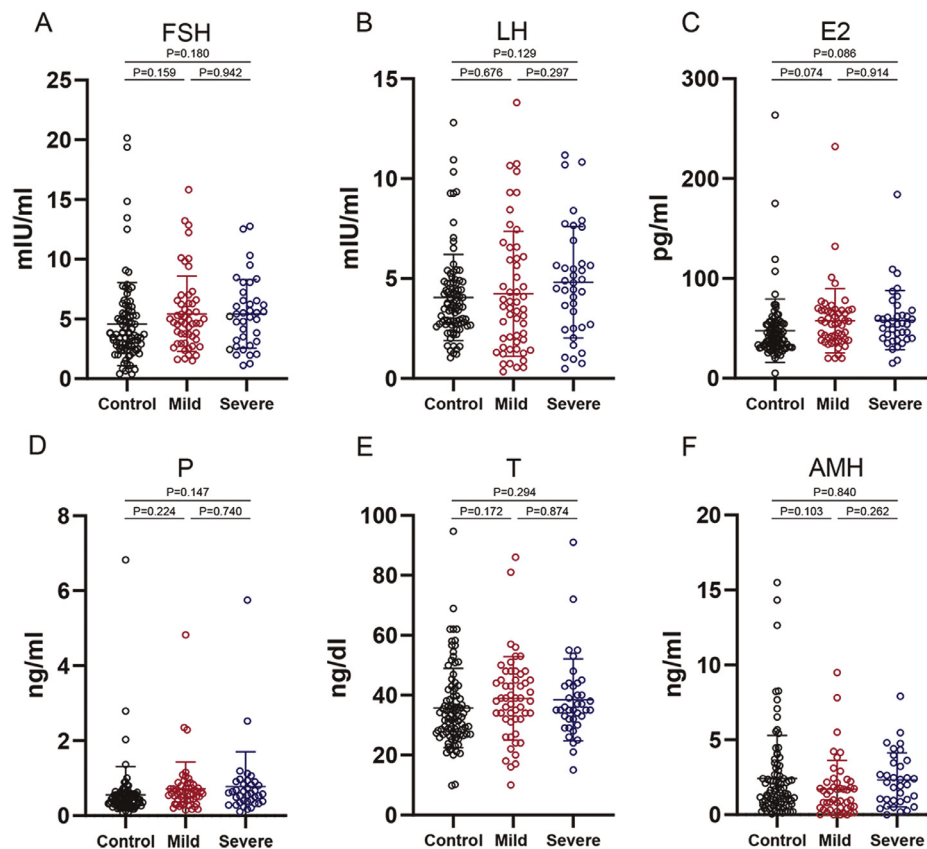 A
FSH
P=0.180
P=0.159 P=0.942
25
20
15
10
5
0
mIU/ml
Control Mild Severe
B
LH
P=0.129
P=0.676 P=0.297
15
10
5
0
mIU/ml
Control Mild Severe
C
E2
P=0.086
P=0.074 P=0.914
300
200
100
0
pg/ml
Control Mild Severe
D
P
P=0.147
P=0.224 P=0.740
8
6
4
2
0
ng/ml
Control Mild Severe
E
T
P=0.294
P=0.172 P=0.874
100
80
60
40
20
0
ng/dl
Control Mild Severe
F
AMH
P=0.840
P=0.103 P=0.262
20
15
10
5
0
ng/ml
Control Mild Severe